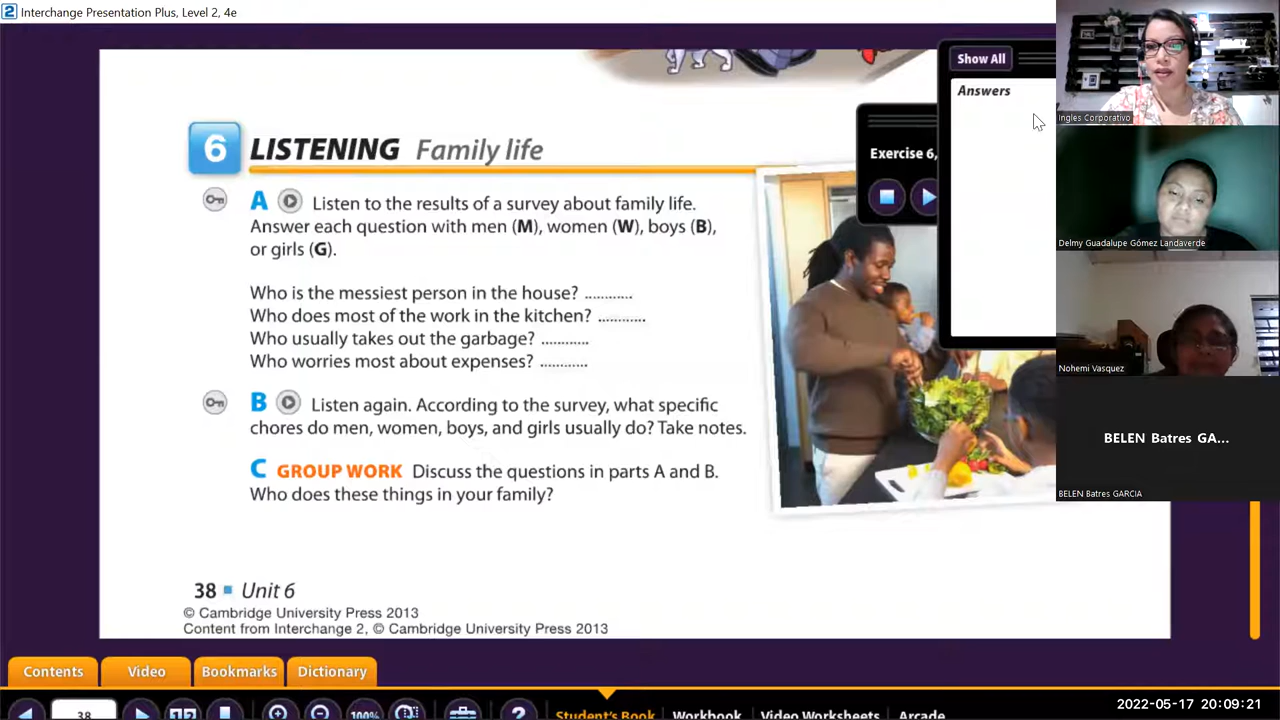 Interchange Presentation Plus, Level 2, 4e
Show All
Answers
Exercise 6,
6 LISTENING Family life
A Listen to the results of a survey about family life.
Answer each question with men (M), women (W), boys (B),
or girls (G).
Who is the messiest person in the house? ............
Who does most of the work in the kitchen? ............
Who usually takes out the garbage? ............
Who worries most about expenses? ............
B Listen again. According to the survey, what specific
chores do men, women, boys, and girls usually do? Take notes.
C GROUP WORK Discuss the questions in parts A and B.
Who does these things in your family?
38 Unit 6
© Cambridge University Press 2013
Content from Interchange 2, © Cambridge University Press 2013
Ingles Corporativo
Delmy Guadalupe Gómez Landaverde
Nohemi Vasquez
BELEN Batres GA...
BELEN Batres GARCIA
Contents
Video
Bookmarks
Dictionary
38
100%
?
Student's Book
Workbook
Video Worksheets
Arcade
2022-05-17 20:09:21